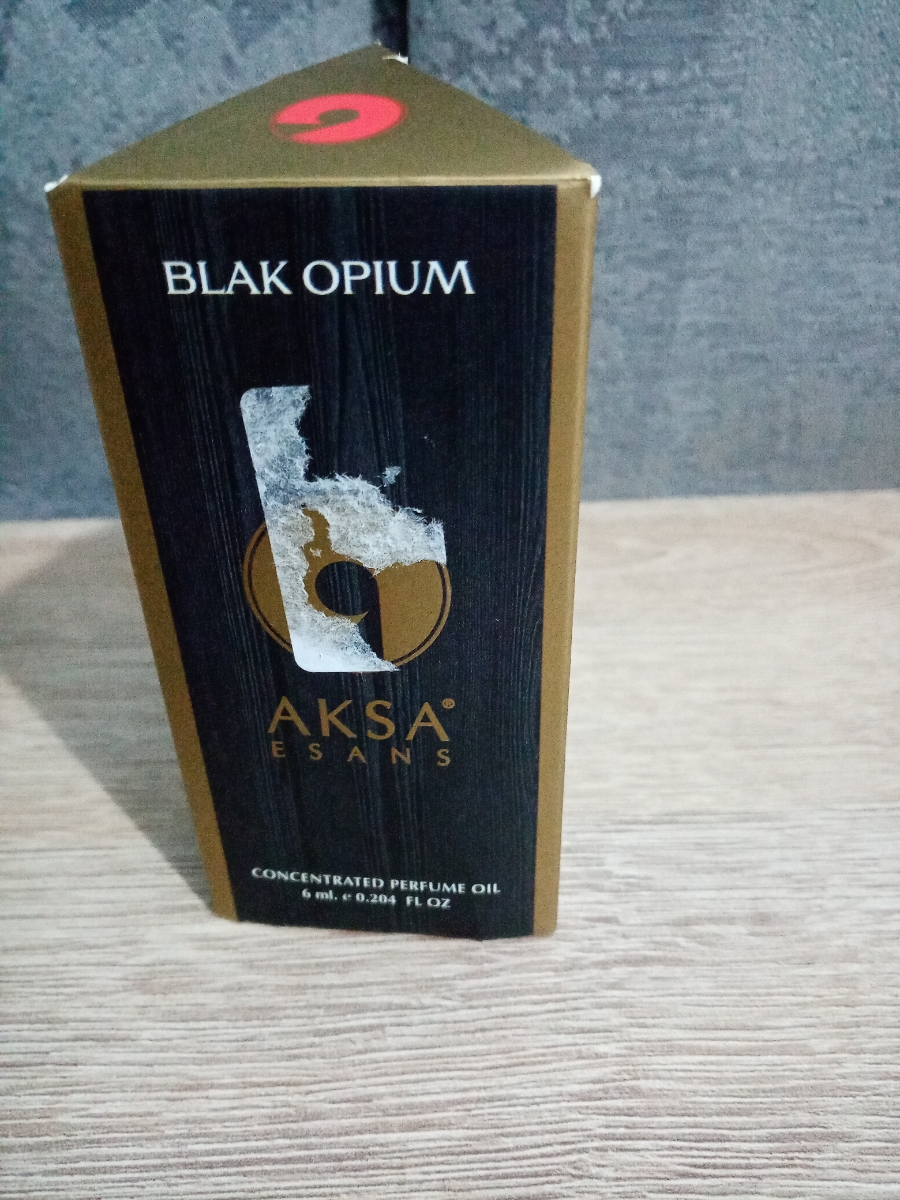 BLAK OPIUM
AKSA®
ESANS
CONCENTRATED PERFUME OIL
6 ml. e 0.204 FL OZ